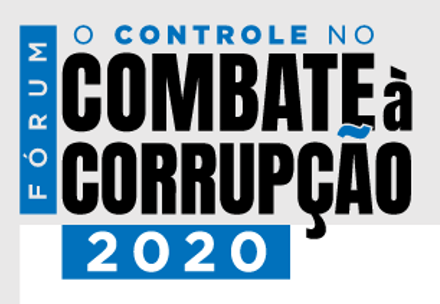 FÓRUM
O CONTROLE NO
COMBATE à
CORRUPÇÃO
2020